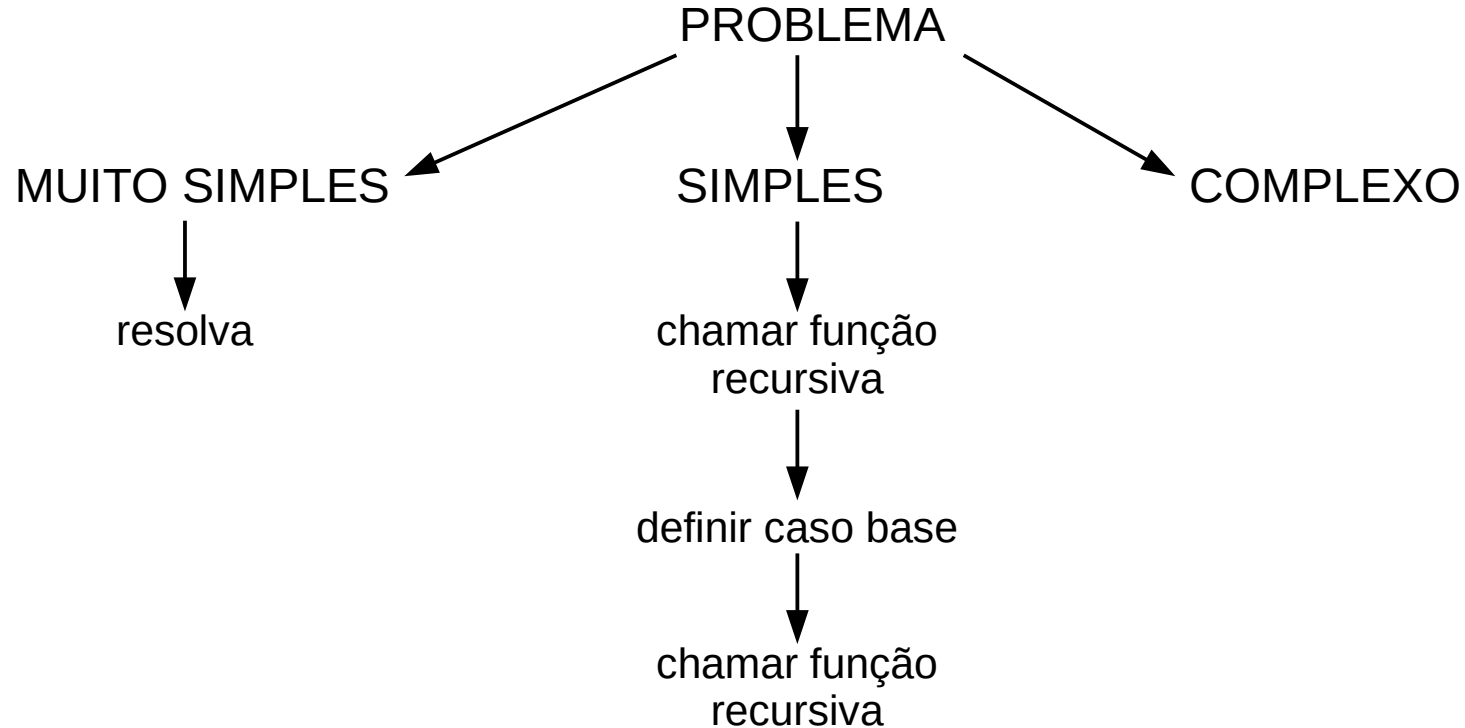 PROBLEMA
MUITO SIMPLES
SIMPLES
COMPLEXO
resolva
chamar função
recursiva
definir caso base
chamar função
recursiva